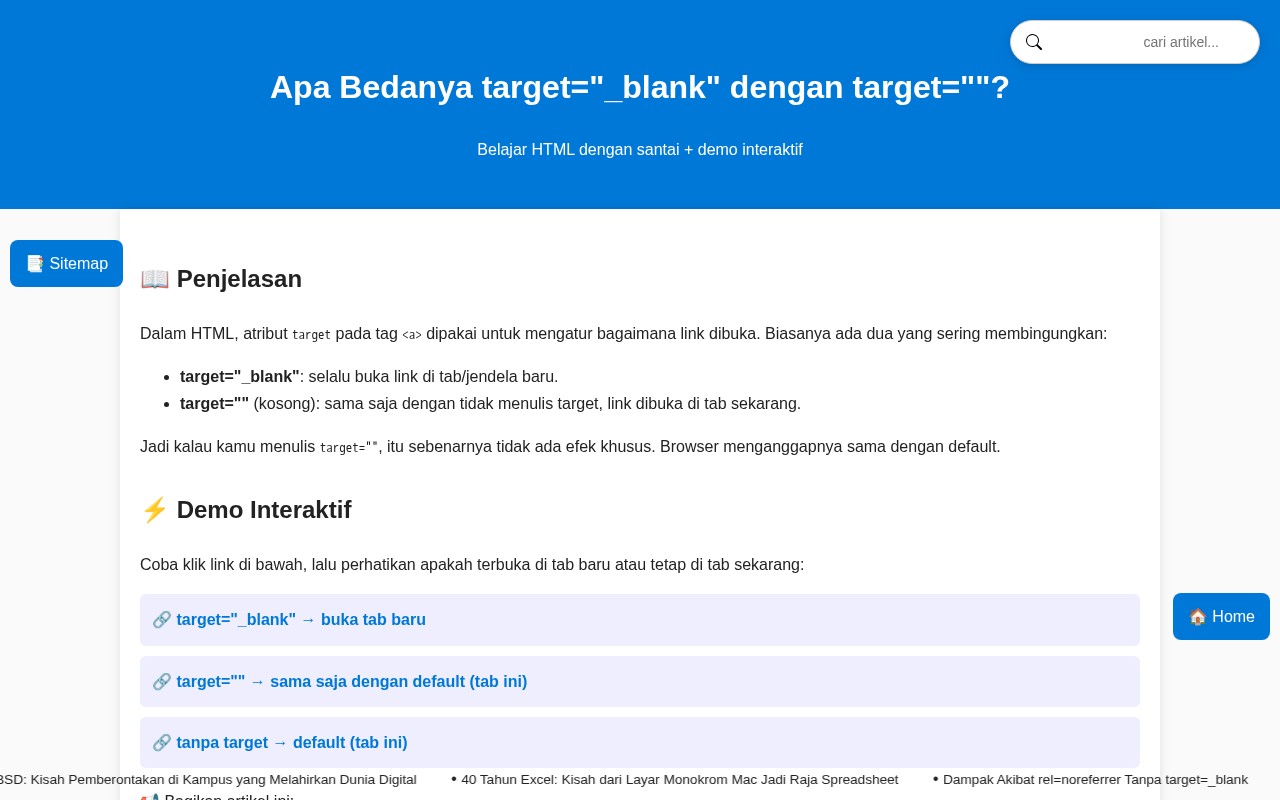 cari artikel...
Apa Bedanya target="_blank" dengan target=""?
Belajar HTML dengan santai + demo interaktif
📑 Sitemap
📖 Penjelasan
Dalam HTML, atribut target pada tag <a> dipakai untuk mengatur bagaimana link dibuka. Biasanya ada dua yang sering membingungkan:
• target="_blank": selalu buka link di tab/jendela baru.
• target="" (kosong): sama saja dengan tidak menulis target, link dibuka di tab sekarang.
Jadi kalau kamu menulis target="", itu sebenarnya tidak ada efek khusus. Browser menganggapnya sama dengan default.
⚡ Demo Interaktif
Coba klik link di bawah, lalu perhatikan apakah terbuka di tab baru atau tetap di tab sekarang:
🔗 target="_blank" → buka tab baru
🏠 Home
🔗 target="" → sama saja dengan default (tab ini)
🔗 tanpa target → default (tab ini)
BSD: Kisah Pemberontakan di Kampus yang Melahirkan Dunia Digital • 40 Tahun Excel: Kisah dari Layar Monokrom Mac Jadi Raja Spreadsheet • Dampak Akibat rel=noreferrer Tanpa target=_blank
📢 Bagikan artikel ini: